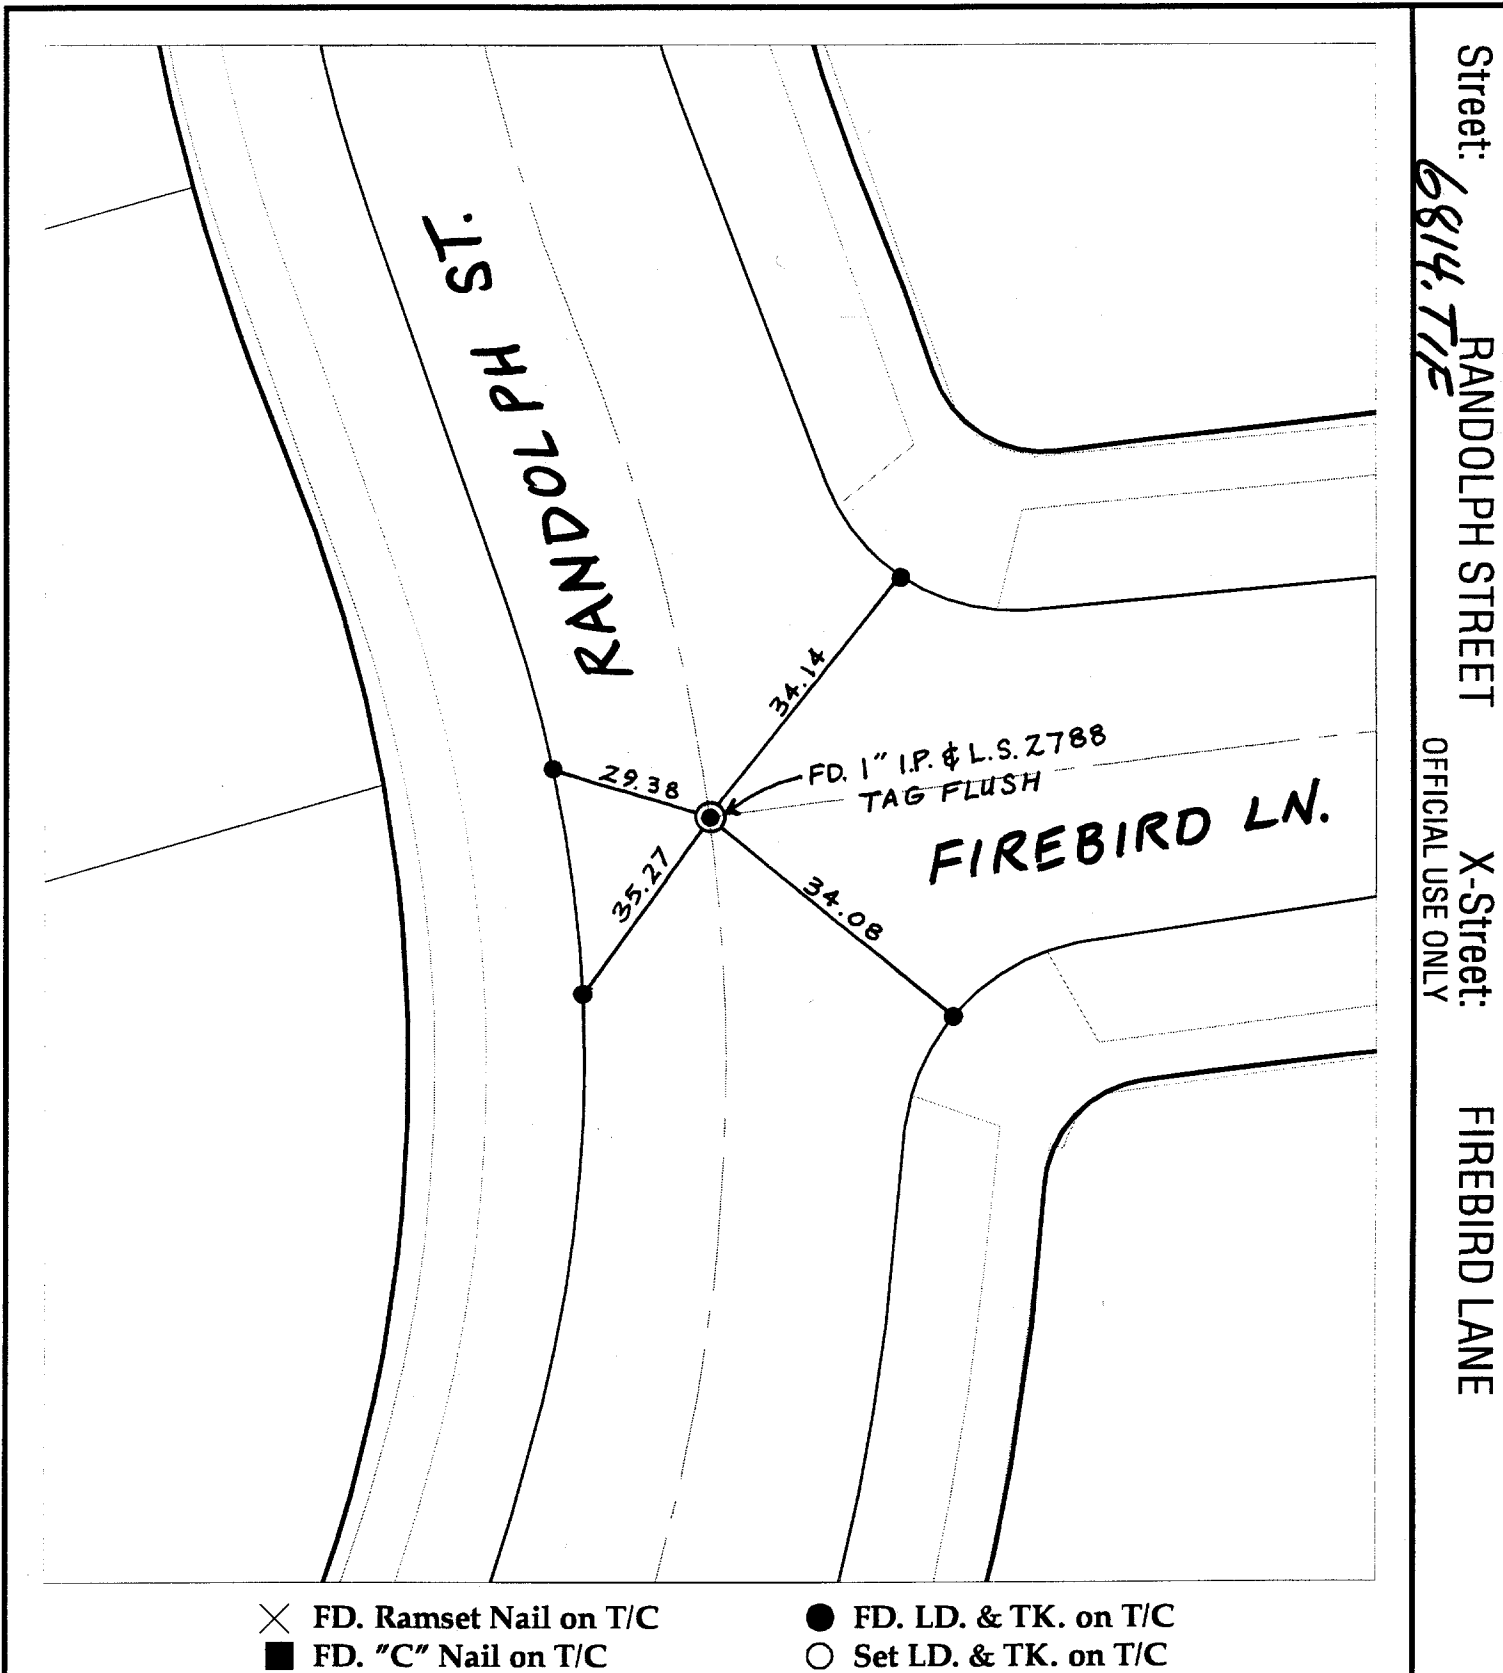 Street: RANDOLPH STREET X-Street: FIREBIRD LANE
6814.TIF
OFFICIAL USE ONLY
RANDOLPH ST.
34.14
29.38
FD. 1" I.P. & L.S. 2788
TAG FLUSH
FIREBIRD LN.
35.27
34.08
FD. Ramset Nail on T/C
FD. LD. & TK. on T/C
FD. "C" Nail on T/C
Set LD. & TK. on T/C